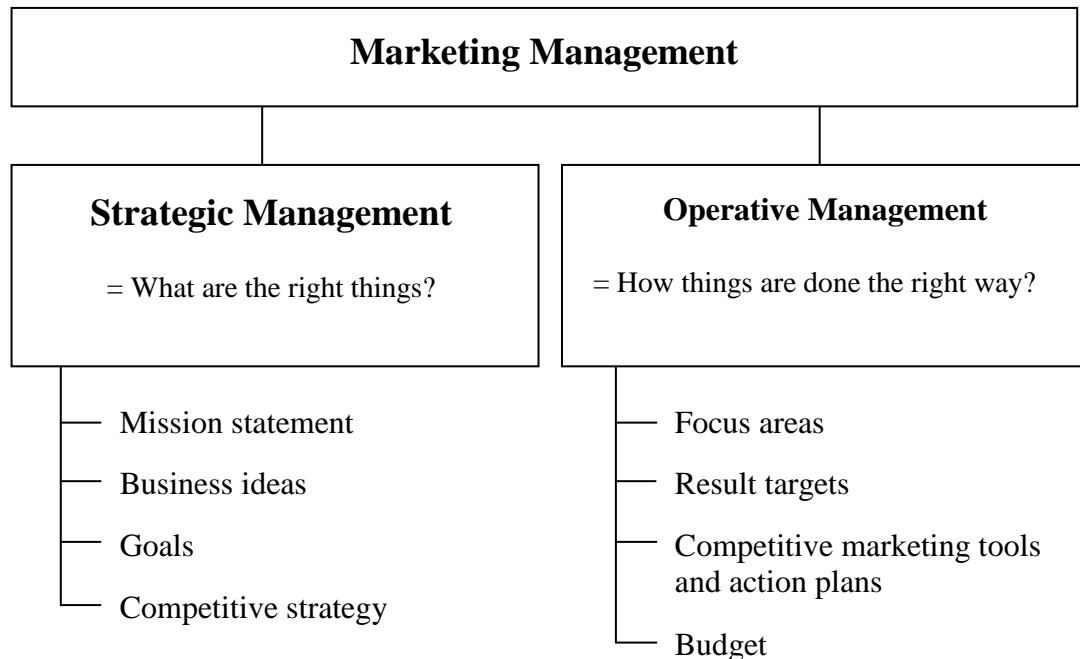 Marketing Management
Strategic Management
= What are the right things?
Mission statement
Business ideas
Goals
Competitive strategy
Operative Management
= How things are done the right way?
Focus areas
Result targets
Competitive marketing tools
and action plans
Budget